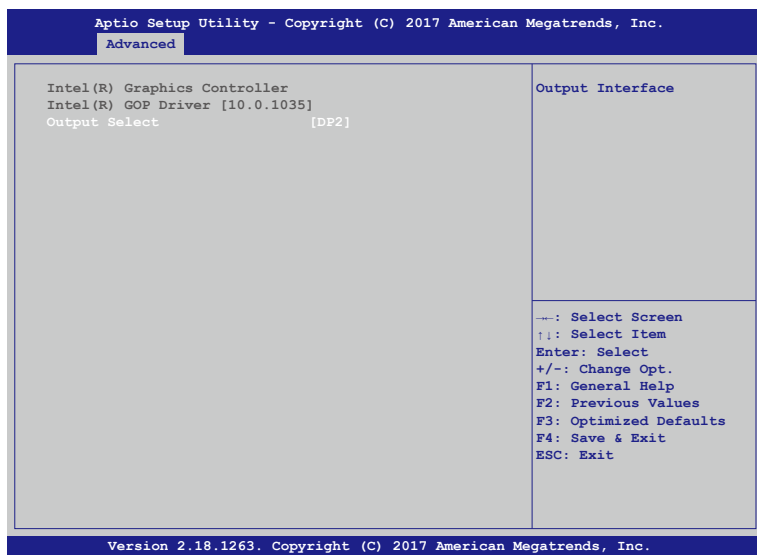 Aptio Setup Utility - Copyright (C) 2017 American Megatrends, Inc.
Advanced
Intel(R) Graphics Controller
Intel(R) GOP Driver [10.0.1035]
Output Select [DP2]
Output Interface
→←: Select Screen
↑↓: Select Item
Enter: Select
+/-: Change Opt.
F1: General Help
F2: Previous Values
F3: Optimized Defaults
F4: Save & Exit
ESC: Exit
Version 2.18.1263. Copyright (C) 2017 American Megatrends, Inc.